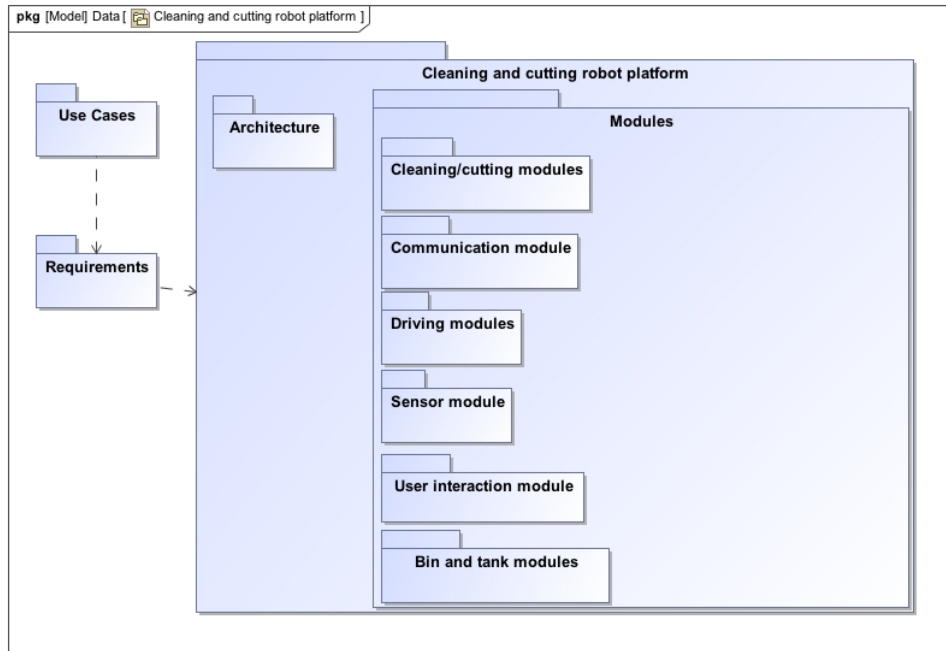 pkg [Model] Data [ Cleaning and cutting robot platform ]
Cleaning and cutting robot platform
Use Cases
Architecture
Modules
Cleaning/cutting modules
Communication module
Requirements
Driving modules
Sensor module
User interaction module
Bin and tank modules